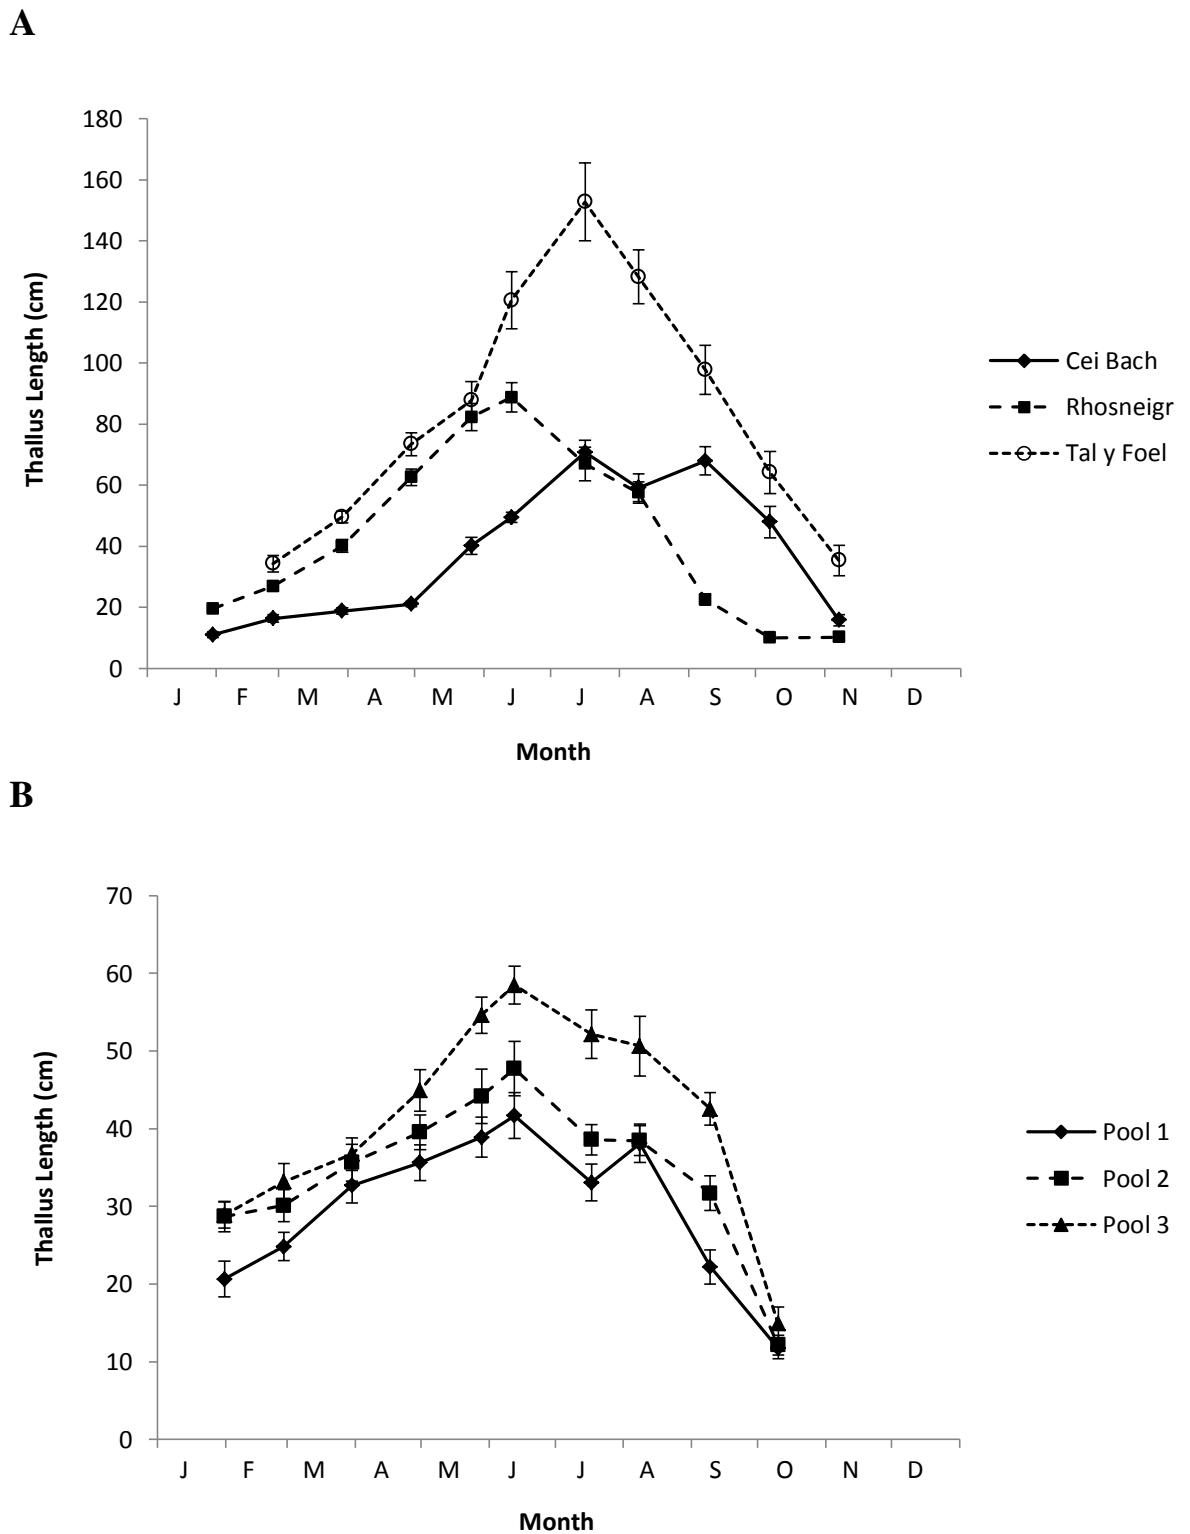 A
180
160
140
120
100
80
60
40
20
0
Thallus Length (cm)
J F M A M J J A S O N D
Month
Cei Bach
Rhosneigr
Tal y Foel
B
70
60
50
40
30
20
10
0
Thallus Length (cm)
J F M A M J J A S O N D
Month
Pool 1
Pool 2
Pool 3